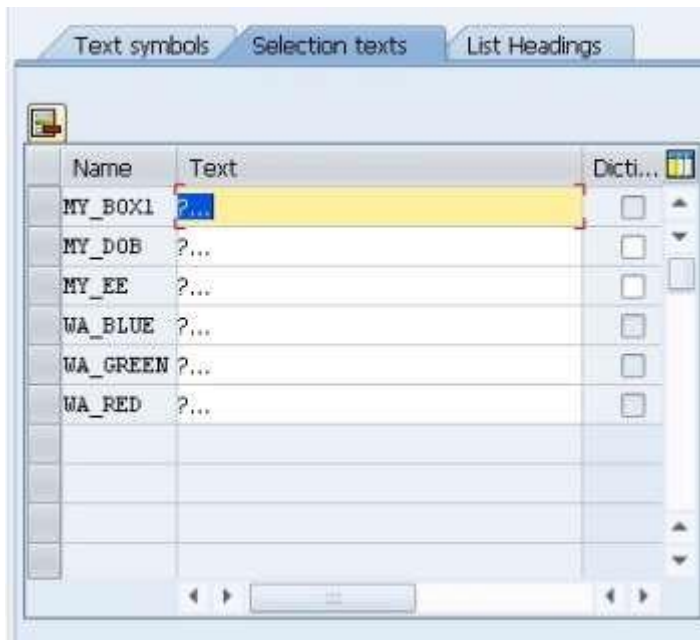 Text symbols Selection texts List Headings
Name Text Dicti...
MY_BOX1 ?...
MY_DOB ?...
MY_EE ?...
WA_BLUE ?...
WA_GREEN ?...
WA_RED ?...